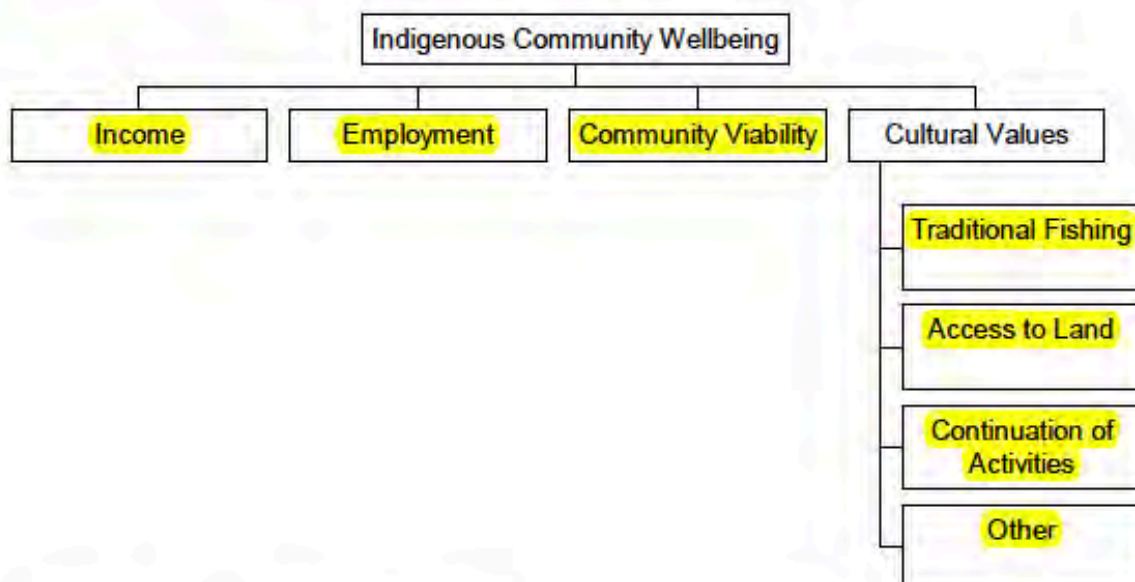 Indigenous Community Wellbeing
Income
Employment
Community Viability
Cultural Values
Traditional Fishing
Access to Land
Continuation of
Activities
Other